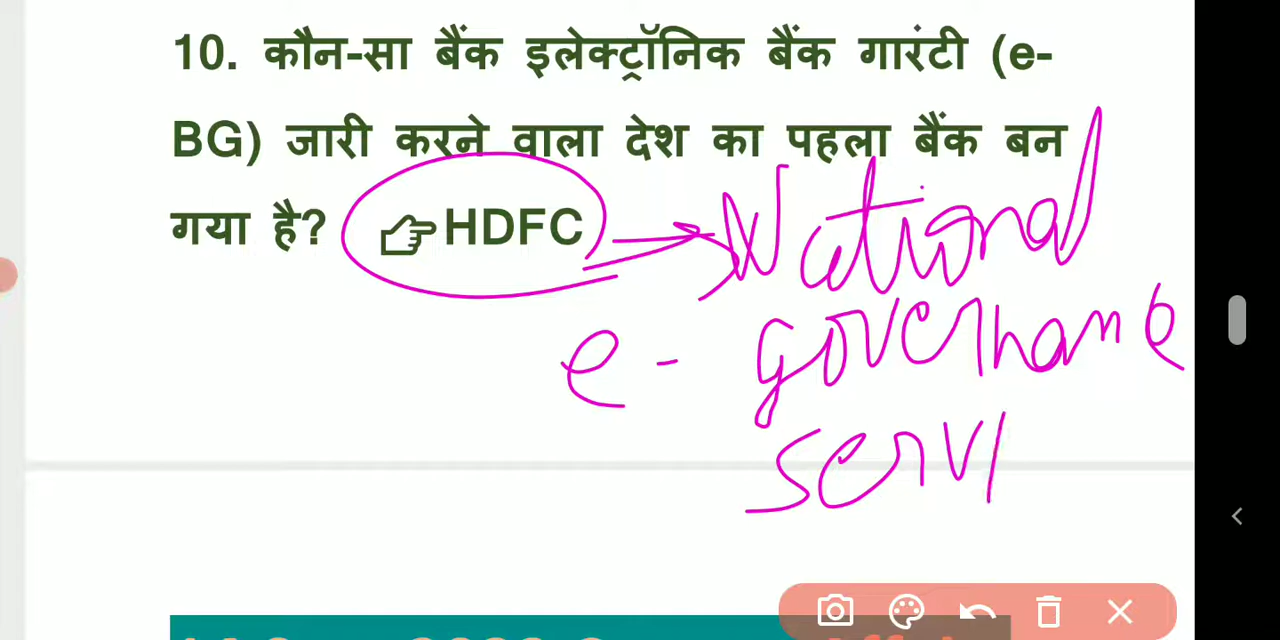 10. कौन-सा बैंक इलेक्ट्रॉनिक बैंक गारंटी (e-
BG) जारी करने वाला देश का पहला बैंक बन
गया है? 👉HDFC
National
e- governance
servi